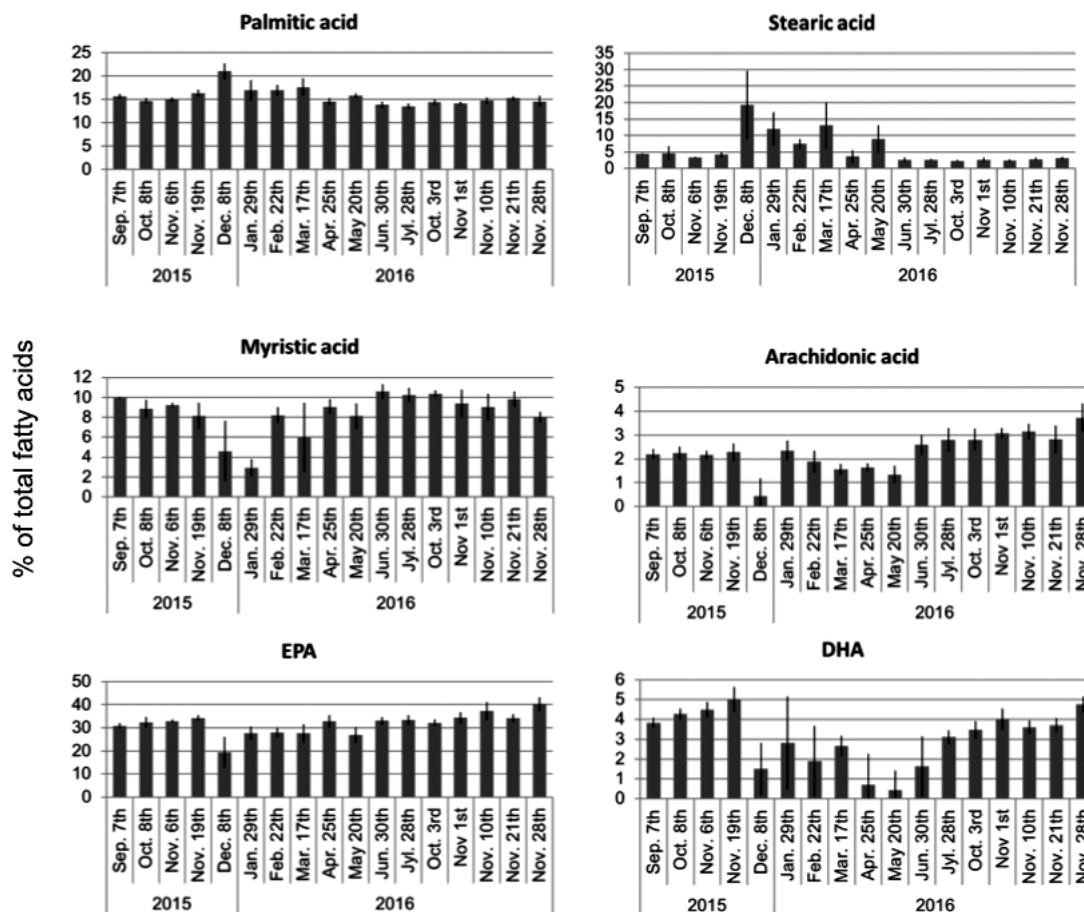 Palmitic acid
25
20
15
10
5
0
Sep. 7th
Oct. 8th
Nov. 6th
Nov. 19th
Dec. 8th
Jan. 29th
Feb. 22th
Mar. 17th
Apr. 25th
May 20th
Jun. 30th
Jyl. 28th
Oct. 3rd
Nov 1st
Nov. 10th
Nov. 21th
Nov. 28th
2015
2016
Stearic acid
35
30
25
20
15
10
5
0
Sep. 7th
Oct. 8th
Nov. 6th
Nov. 19th
Dec. 8th
Jan. 29th
Feb. 22th
Mar. 17th
Apr. 25th
May 20th
Jun. 30th
Jyl. 28th
Oct. 3rd
Nov 1st
Nov. 10th
Nov. 21th
Nov. 28th
2015
2016
% of total fatty acids
Myristic acid
12
10
8
6
4
2
0
Sep. 7th
Oct. 8th
Nov. 6th
Nov. 19th
Dec. 8th
Jan. 29th
Feb. 22th
Mar. 17th
Apr. 25th
May 20th
Jun. 30th
Jyl. 28th
Oct. 3rd
Nov 1st
Nov. 10th
Nov. 21th
Nov. 28th
2015
2016
Arachidonic acid
5
4
3
2
1
0
Sep. 7th
Oct. 8th
Nov. 6th
Nov. 19th
Dec. 8th
Jan. 29th
Feb. 22th
Mar. 17th
Apr. 25th
May 20th
Jun. 30th
Jyl. 28th
Oct. 3rd
Nov 1st
Nov. 10th
Nov. 21th
Nov. 28th
2015
2016
EPA
50
40
30
20
10
0
Sep. 7th
Oct. 8th
Nov. 6th
Nov. 19th
Dec. 8th
Jan. 29th
Feb. 22th
Mar. 17th
Apr. 25th
May 20th
Jun. 30th
Jyl. 28th
Oct. 3rd
Nov 1st
Nov. 10th
Nov. 21th
Nov. 28th
2015
2016
DHA
6
5
4
3
2
1
0
Sep. 7th
Oct. 8th
Nov. 6th
Nov. 19th
Dec. 8th
Jan. 29th
Feb. 22th
Mar. 17th
Apr. 25th
May 20th
Jun. 30th
Jyl. 28th
Oct. 3rd
Nov 1st
Nov. 10th
Nov. 21th
Nov. 28th
2015
2016